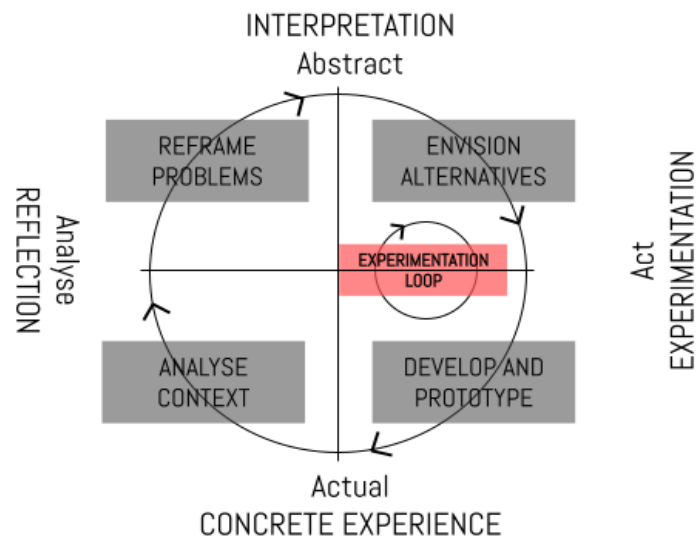 INTERPRETATION
Abstract
REFRAME
PROBLEMS
ENVISION
ALTERNATIVES
Analyse
REFLECTION
EXPERIMENTATION
LOOP
Act
EXPERIMENTATION
ANALYSE
CONTEXT
DEVELOP AND
PROTOTYPE
Actual
CONCRETE EXPERIENCE